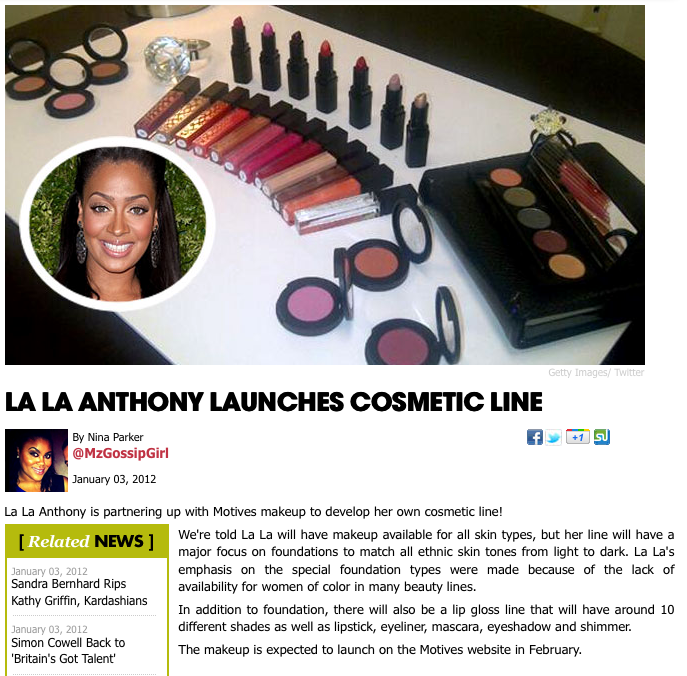 Getty Images/ Twitter
LA LA ANTHONY LAUNCHES COSMETIC LINE
By Nina Parker
@MzGossipGirl
January 03, 2012
+1
La La Anthony is partnering up with Motives makeup to develop her own cosmetic line!
[ Related NEWS ]
January 03, 2012
Sandra Bernhard Rips
Kathy Griffin, Kardashians
January 03, 2012
Simon Cowell Back to
'Britain's Got Talent'
We're told La La will have makeup available for all skin types, but her line will have a
major focus on foundations to match all ethnic skin tones from light to dark. La La's
emphasis on the special foundation types were made because of the lack of
availability for women of color in many beauty lines.
In addition to foundation, there will also be a lip gloss line that will have around 10
different shades as well as lipstick, eyeliner, mascara, eyeshadow and shimmer.
The makeup is expected to launch on the Motives website in February.